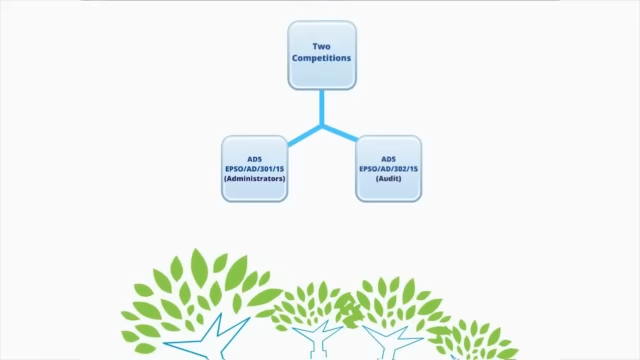 Two
Competitions
AD5
EPSO/AD/301/15
(Administrators)
AD5
EPSO/AD/302/15
(Audit)